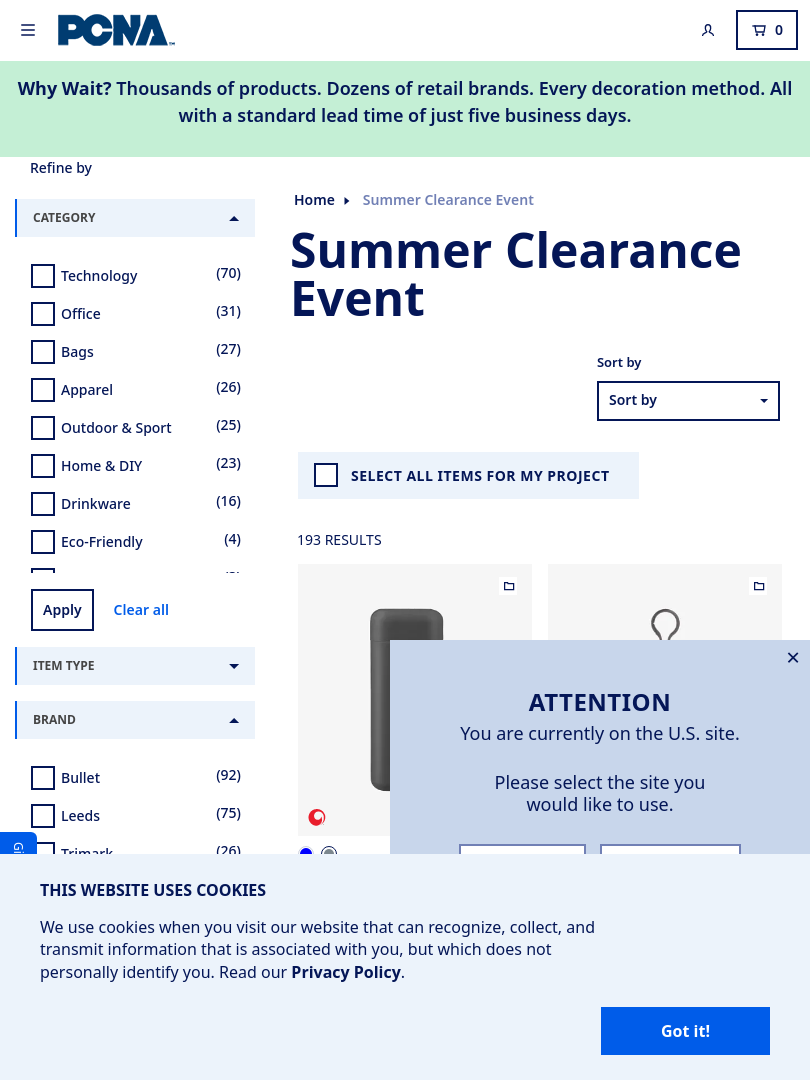 PCNA
0
Why Wait? Thousands of products. Dozens of retail brands. Every decoration method. All
with a standard lead time of just five business days.
Refine by
CATEGORY
Technology (70)
Office (31)
Bags (27)
Apparel (26)
Outdoor & Sport (25)
Home & DIY (23)
Drinkware (16)
Eco-Friendly (4)
Apply
Clear all
ITEM TYPE
BRAND
Bullet (92)
Leeds (75)
Trimark (26)
Home
Summer Clearance Event
Summer Clearance
Event
Sort by
Sort by
SELECT ALL ITEMS FOR MY PROJECT
193 RESULTS
ATTENTION
You are currently on the U.S. site.
Please select the site you
would like to use.
THIS WEBSITE USES COOKIES
We use cookies when you visit our website that can recognize, collect, and
transmit information that is associated with you, but which does not
personally identify you. Read our Privacy Policy.
Got it!